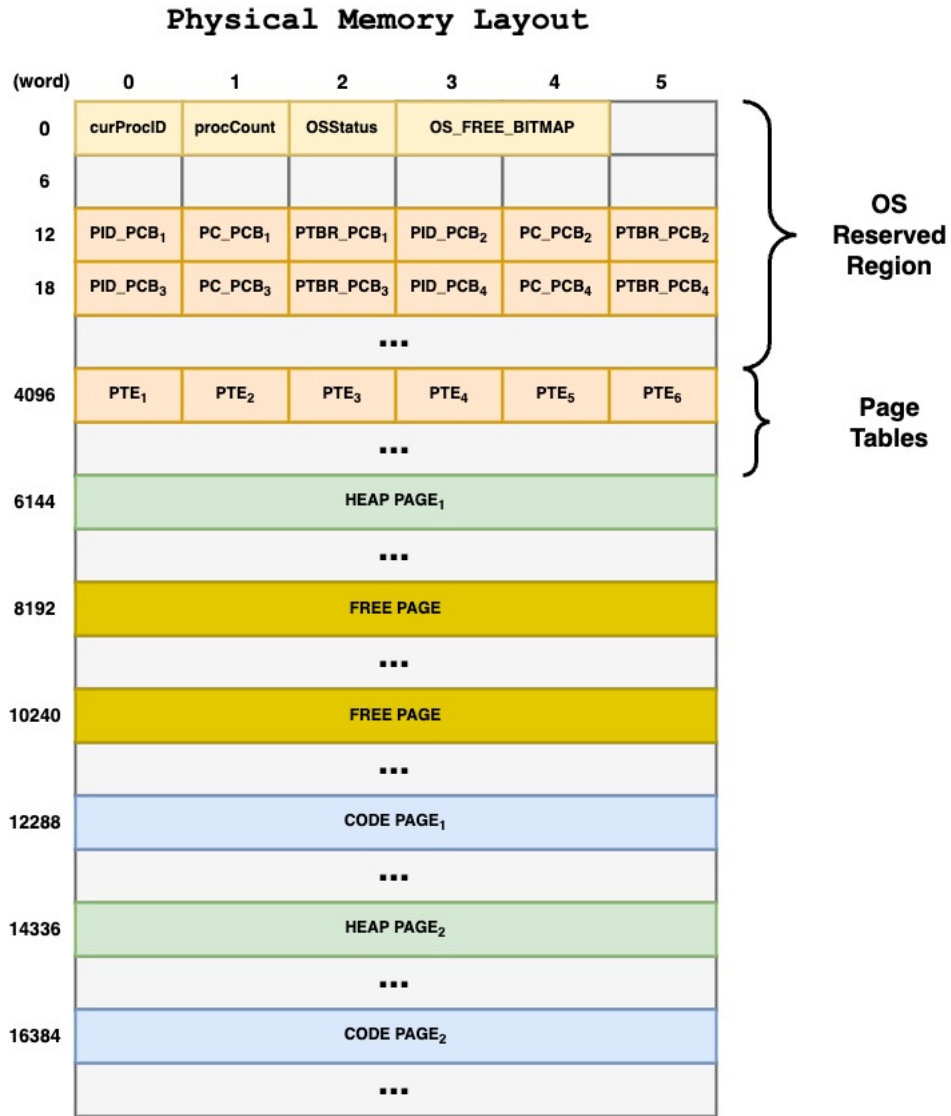 Physical Memory Layout
(word) 0 1 2 3 4 5
0 curProcID procCount OSStatus OS_FREE_BITMAP
6
12 PID_PCB₁ PC_PCB₁ PTBR_PCB₁ PID_PCB₂ PC_PCB₂ PTBR_PCB₂
18 PID_PCB₃ PC_PCB₃ PTBR_PCB₃ PID_PCB₄ PC_PCB₄ PTBR_PCB₄
...
OS
Reserved
Region
4096 PTE₁ PTE₂ PTE₃ PTE₄ PTE₅ PTE₆
...
Page
Tables
6144 HEAP PAGE₁
...
8192 FREE PAGE
...
10240 FREE PAGE
...
12288 CODE PAGE₁
...
14336 HEAP PAGE₂
...
16384 CODE PAGE₂
...